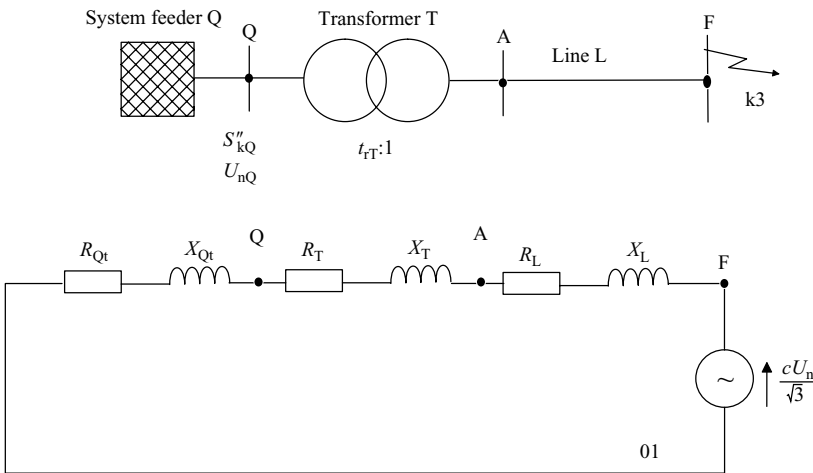 System feeder Q
Q
Transformer T
A
Line L
F
k3
S″kQ
UnQ
trT:1
RQt
XQt
Q
RT
XT
A
RL
XL
F
~
cUn
√3
01